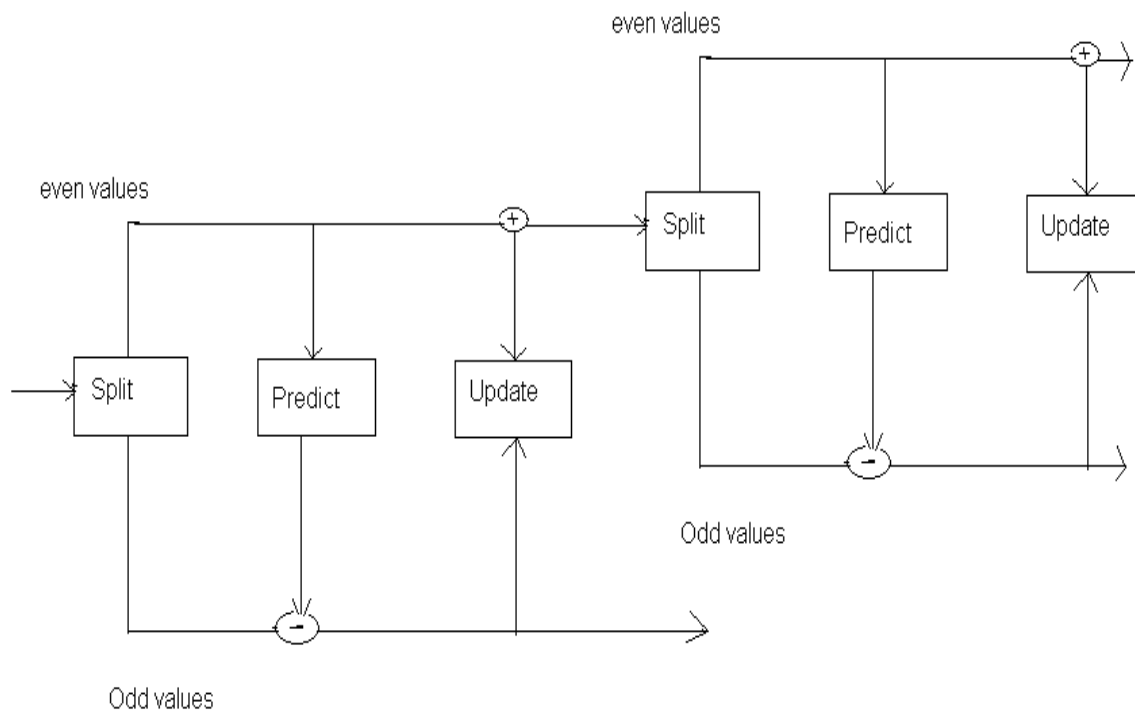 even values
+
even values
+
Split
Predict
Update
Split
Predict
Update
-
Odd values
-
Odd values